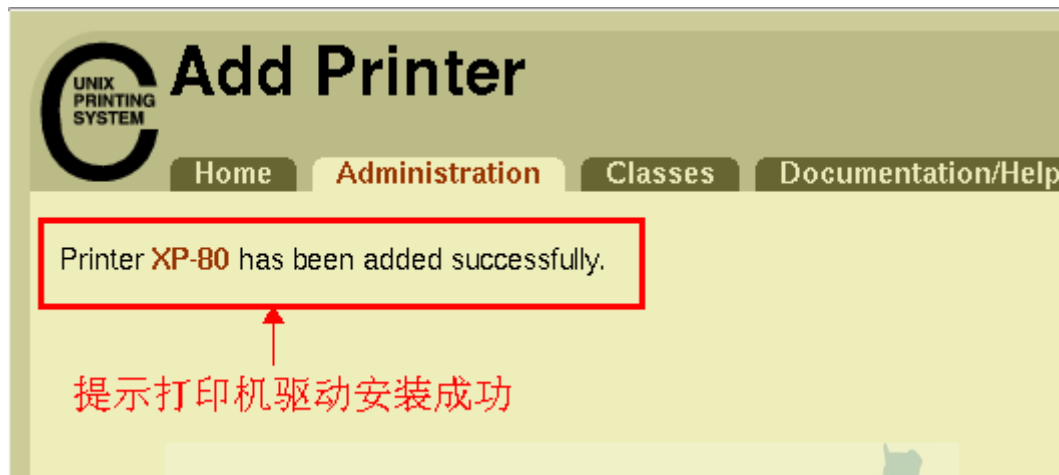 UNIX
PRINTING
SYSTEM
Add Printer
Home Administration Classes Documentation/Help
Printer XP-80 has been added successfully.
提示打印机驱动安装成功